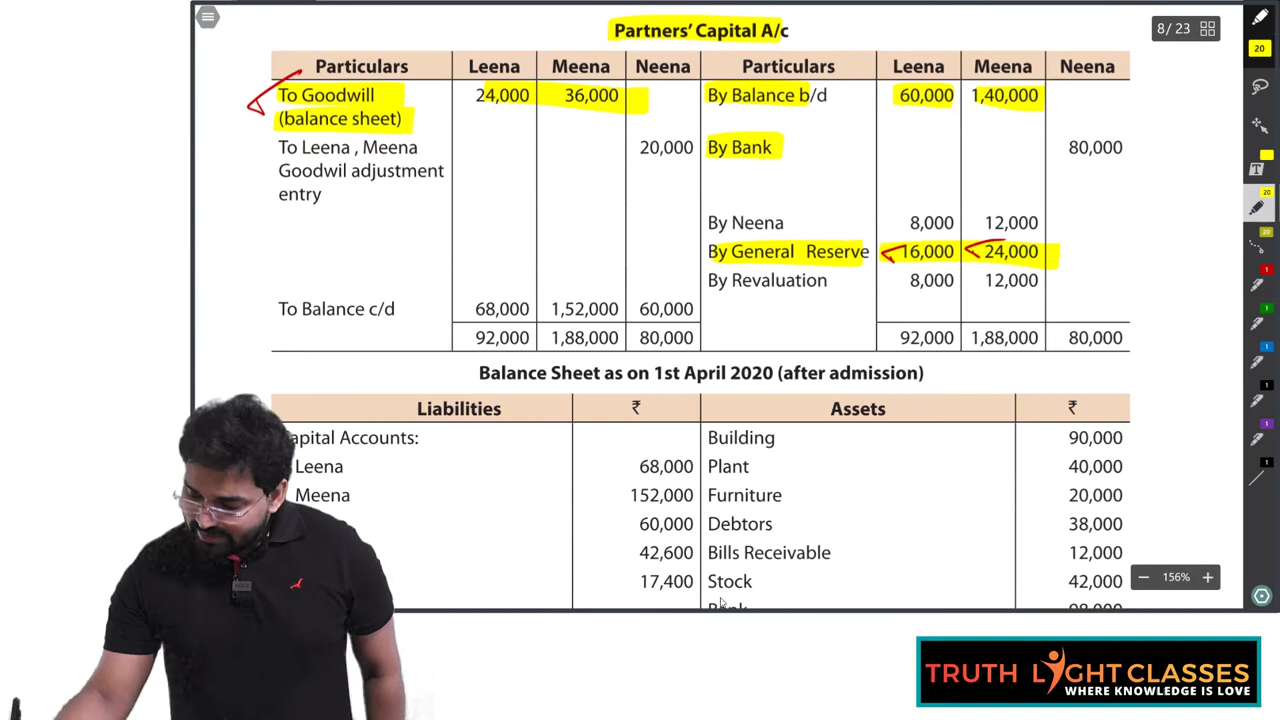 Partners' Capital A/c
8 / 23
Particulars Leena Meena Neena Particulars Leena Meena Neena
To Goodwill 24,000 36,000 By Balance b/d 60,000 1,40,000
(balance sheet)
To Leena , Meena 20,000 By Bank 80,000
Goodwil adjustment
entry
By Neena 8,000 12,000
By General Reserve 16,000 24,000
By Revaluation 8,000 12,000
To Balance c/d 68,000 1,52,000 60,000
92,000 1,88,000 80,000 92,000 1,88,000 80,000
Balance Sheet as on 1st April 2020 (after admission)
Liabilities ₹ Assets ₹
apital Accounts: Building 90,000
Leena 68,000 Plant 40,000
Meena 152,000 Furniture 20,000
60,000 Debtors 38,000
42,600 Bills Receivable 12,000
17,400 Stock 42,000
Bank 98,000
156%
20
T
20
20
TRUTH LIGHT CLASSES
WHERE KNOWLEDGE IS LOVE